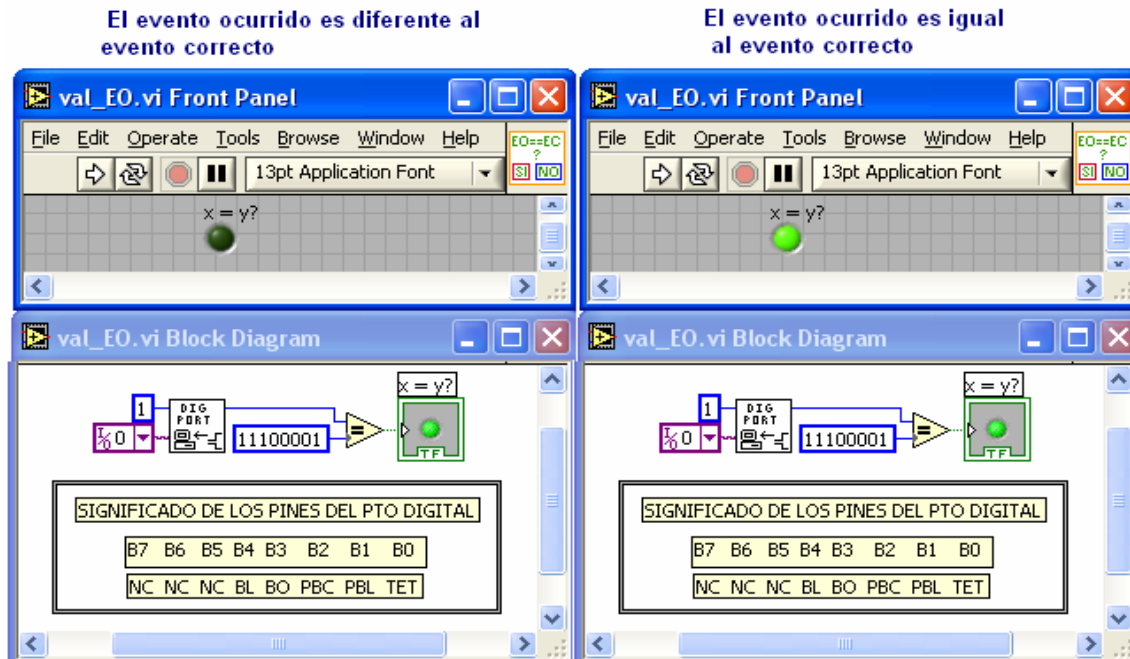 El evento ocurrido es diferente al
evento correcto
val_EO.vi Front Panel
File Edit Operate Tools Browse Window Help
EO==EC
?
SI NO
13pt Application Font
x = y?
val_EO.vi Block Diagram
x = y?
1
DIG
PORT
I/O 0
11100001
=
TF
SIGNIFICADO DE LOS PINES DEL PTO DIGITAL
B7 B6 B5 B4 B3 B2 B1 B0
NC NC NC BL BO PBC PBL TET
El evento ocurrido es igual
al evento correcto
val_EO.vi Front Panel
File Edit Operate Tools Browse Window Help
EO==EC
?
SI NO
13pt Application Font
x = y?
val_EO.vi Block Diagram
x = y?
1
DIG
PORT
I/O 0
11100001
=
TF
SIGNIFICADO DE LOS PINES DEL PTO DIGITAL
B7 B6 B5 B4 B3 B2 B1 B0
NC NC NC BL BO PBC PBL TET